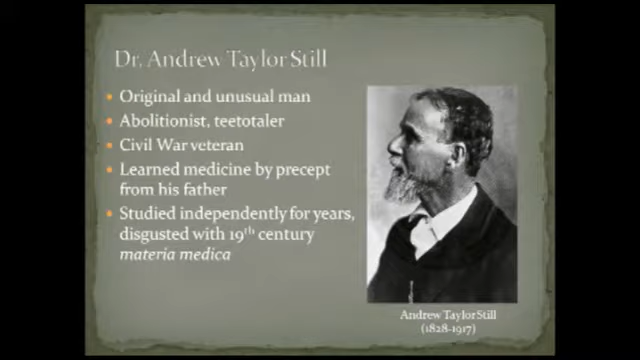 Dr. Andrew Taylor Still
• Original and unusual man
• Abolitionist, teetotaler
• Civil War veteran
• Learned medicine by precept
from his father
• Studied independently for years,
disgusted with 19th century
materia medica
Andrew Taylor Still
(1828-1917)